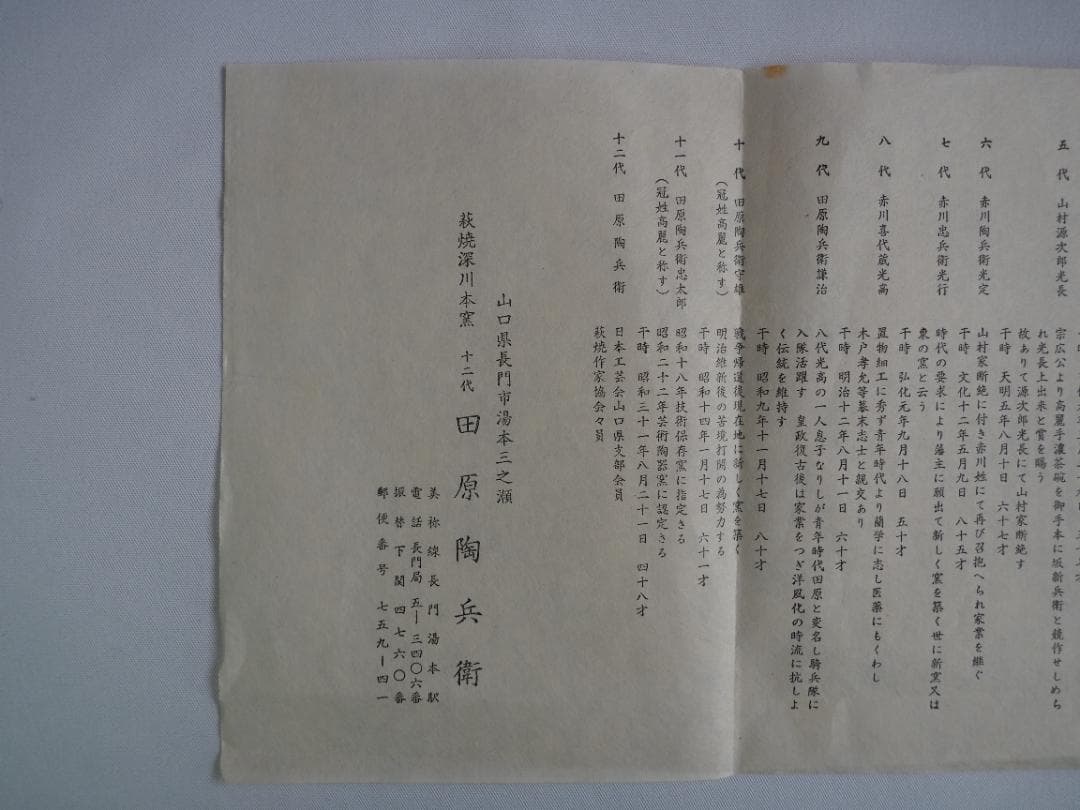 五代 山村源次郎光長
宗広公より高麗手濃茶碗を御手本に坂新兵衛と競作せしめら
れ光長上出来と賞を賜う
故ありて源次郎光長にて山村家断絶す
干時 天明五年八月十日 六十七才
六代 赤川陶兵衛光定
山村家断絶に付き赤川姓にて再び召抱へられ家業を継ぐ
干時 文化十二年五月九日 八十五才
七代 赤川忠兵衛光行
時代の要求により藩主に願出て新しく窯を築く世に新窯又は
東の窯と云う
干時 弘化元年九月十八日 五十才
八代 赤川喜代蔵光高
置物細工に秀ず青年時代より蘭学に志し医薬にもくわし
木戸孝允等幕末志士と親交あり
干時 明治十二年八月十一日 六十才
九代 田原陶兵衛謙治
八代光高の一人息子なりしが青年時代田原と変名し騎兵隊に
入隊活躍す 皇政復古後は家業をつぎ洋風化の時流に抗しよ
く伝統を維持す
干時 昭和九年十一月十七日 八十才
十代 田原陶兵衛守雄
(冠姓高麗と称す)
戦争帰還後現在地に新しく窯を築く
明治維新後の苦境打開の為努力する
干時 昭和十四年一月十七日 六十一才
十一代 田原陶兵衛忠太郎
(冠姓高麗と称す)
昭和十八年技術保存窯に指定さる
昭和二十二年芸術陶器窯に認定さる
干時 昭和三十一年八月二十一日 四十八才
十二代 田原陶兵衛
日本工芸会山口県支部会員
萩焼作家協会々員
山口県長門市湯本三之瀬
萩焼深川本窯 十二代 田原陶兵衛
美祢線長門湯本駅
電話長門局 五―三四〇六番
振替下関 四七六〇番
郵便番号 七五九―四一